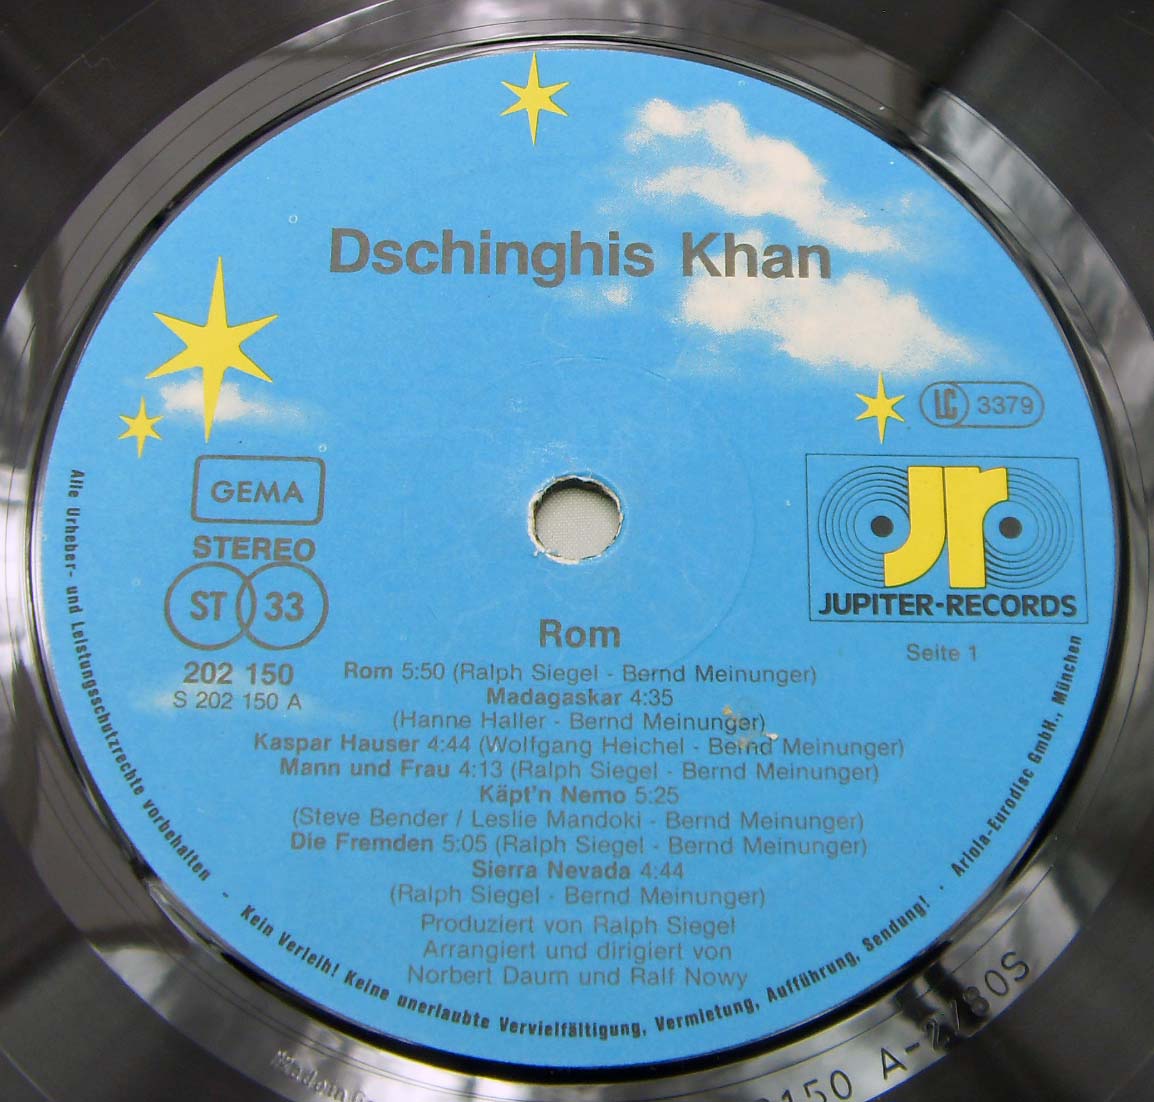 Dschinghis Khan
LC 3379
GEMA
STEREO
ST 33
202 150
S 202 150 A
jr
JUPITER-RECORDS
Seite 1
Rom
Rom 5:50 (Ralph Siegel - Bernd Meinunger)
Madagaskar 4:35
(Hanne Haller - Bernd Meinunger)
Kaspar Hauser 4:44 (Wolfgang Heichel - Bernd Meinunger)
Mann und Frau 4:13 (Ralph Siegel - Bernd Meinunger)
Käpt'n Nemo 5:25
(Steve Bender / Leslie Mandoki - Bernd Meinunger)
Die Fremden 5:05 (Ralph Siegel - Bernd Meinunger)
Sierra Nevada 4:44
(Ralph Siegel - Bernd Meinunger)
Produziert von Ralph Siegel
Arrangiert und dirigiert von
Norbert Daum und Ralf Nowy
Alle Urheber- und Leistungsschutzrechte vorbehalten - Kein Verleih! Keine unerlaubte Vervielfältigung, Vermietung, Aufführung, Sendung! · Ariola-Eurodisc GmbH., München
150 A-2/80S